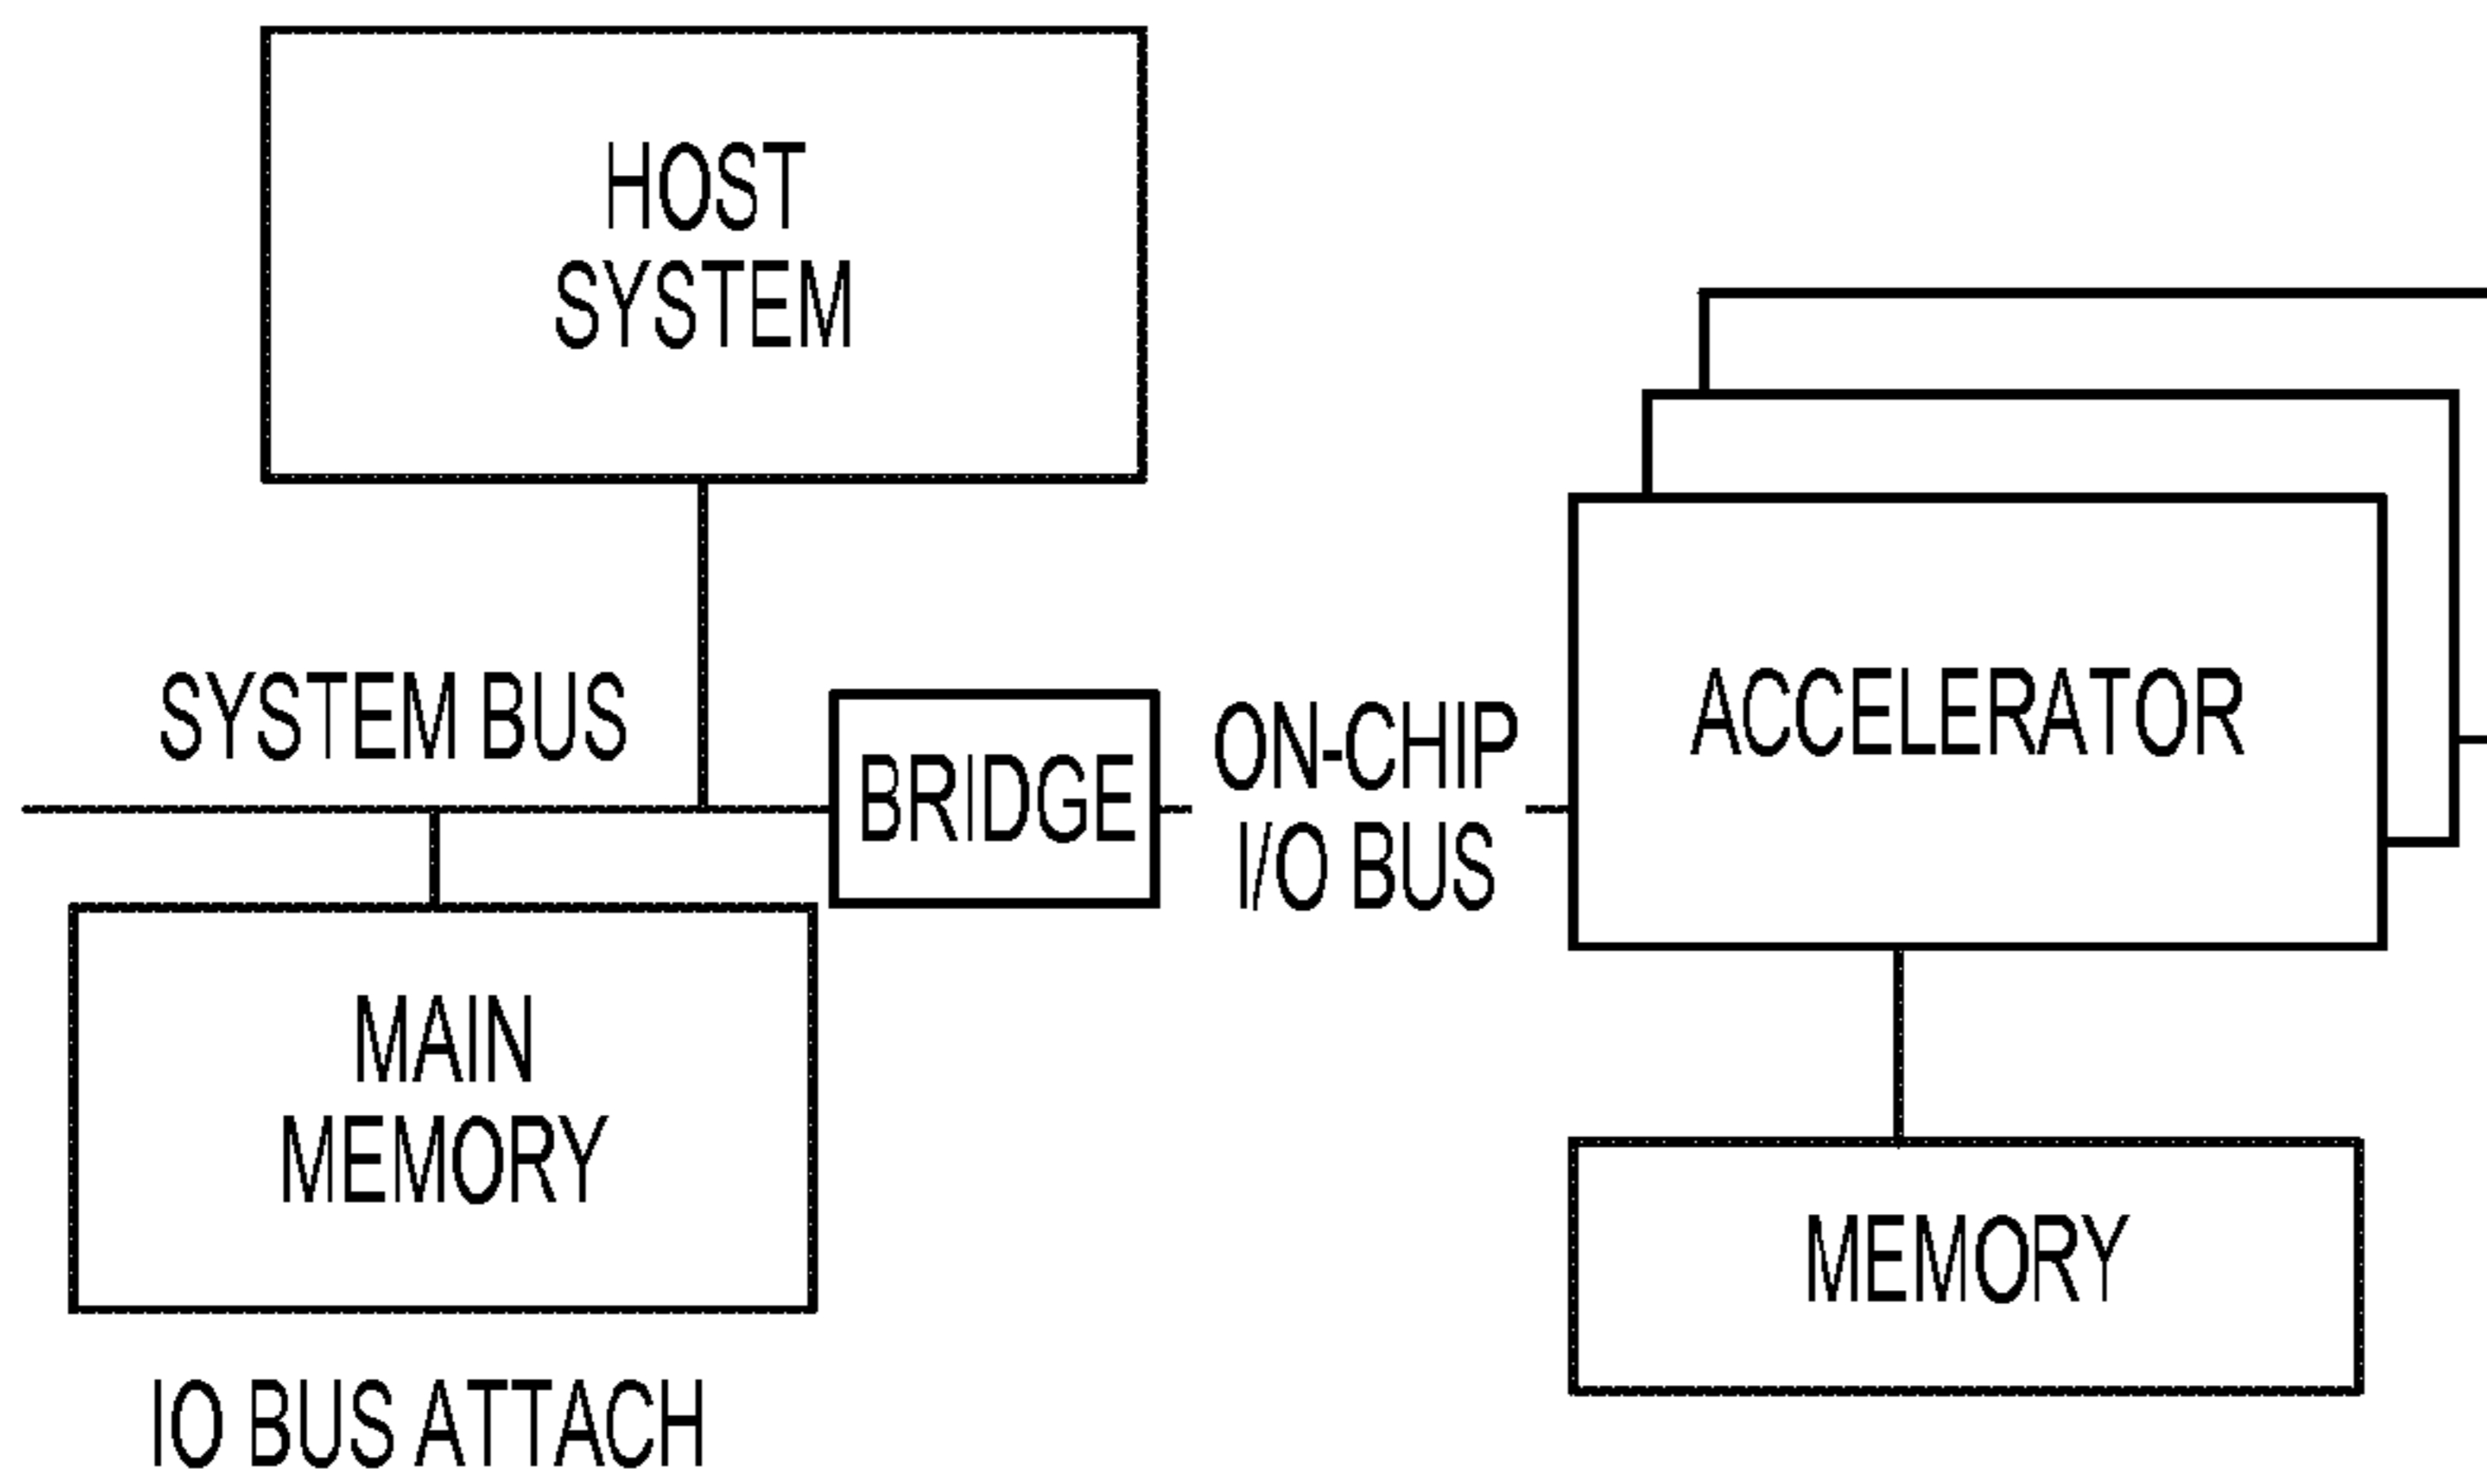 HOST
SYSTEM
SYSTEM BUS
BRIDGE
ON-CHIP
I/O BUS
ACCELERATOR
MAIN
MEMORY
MEMORY
IO BUS ATTACH